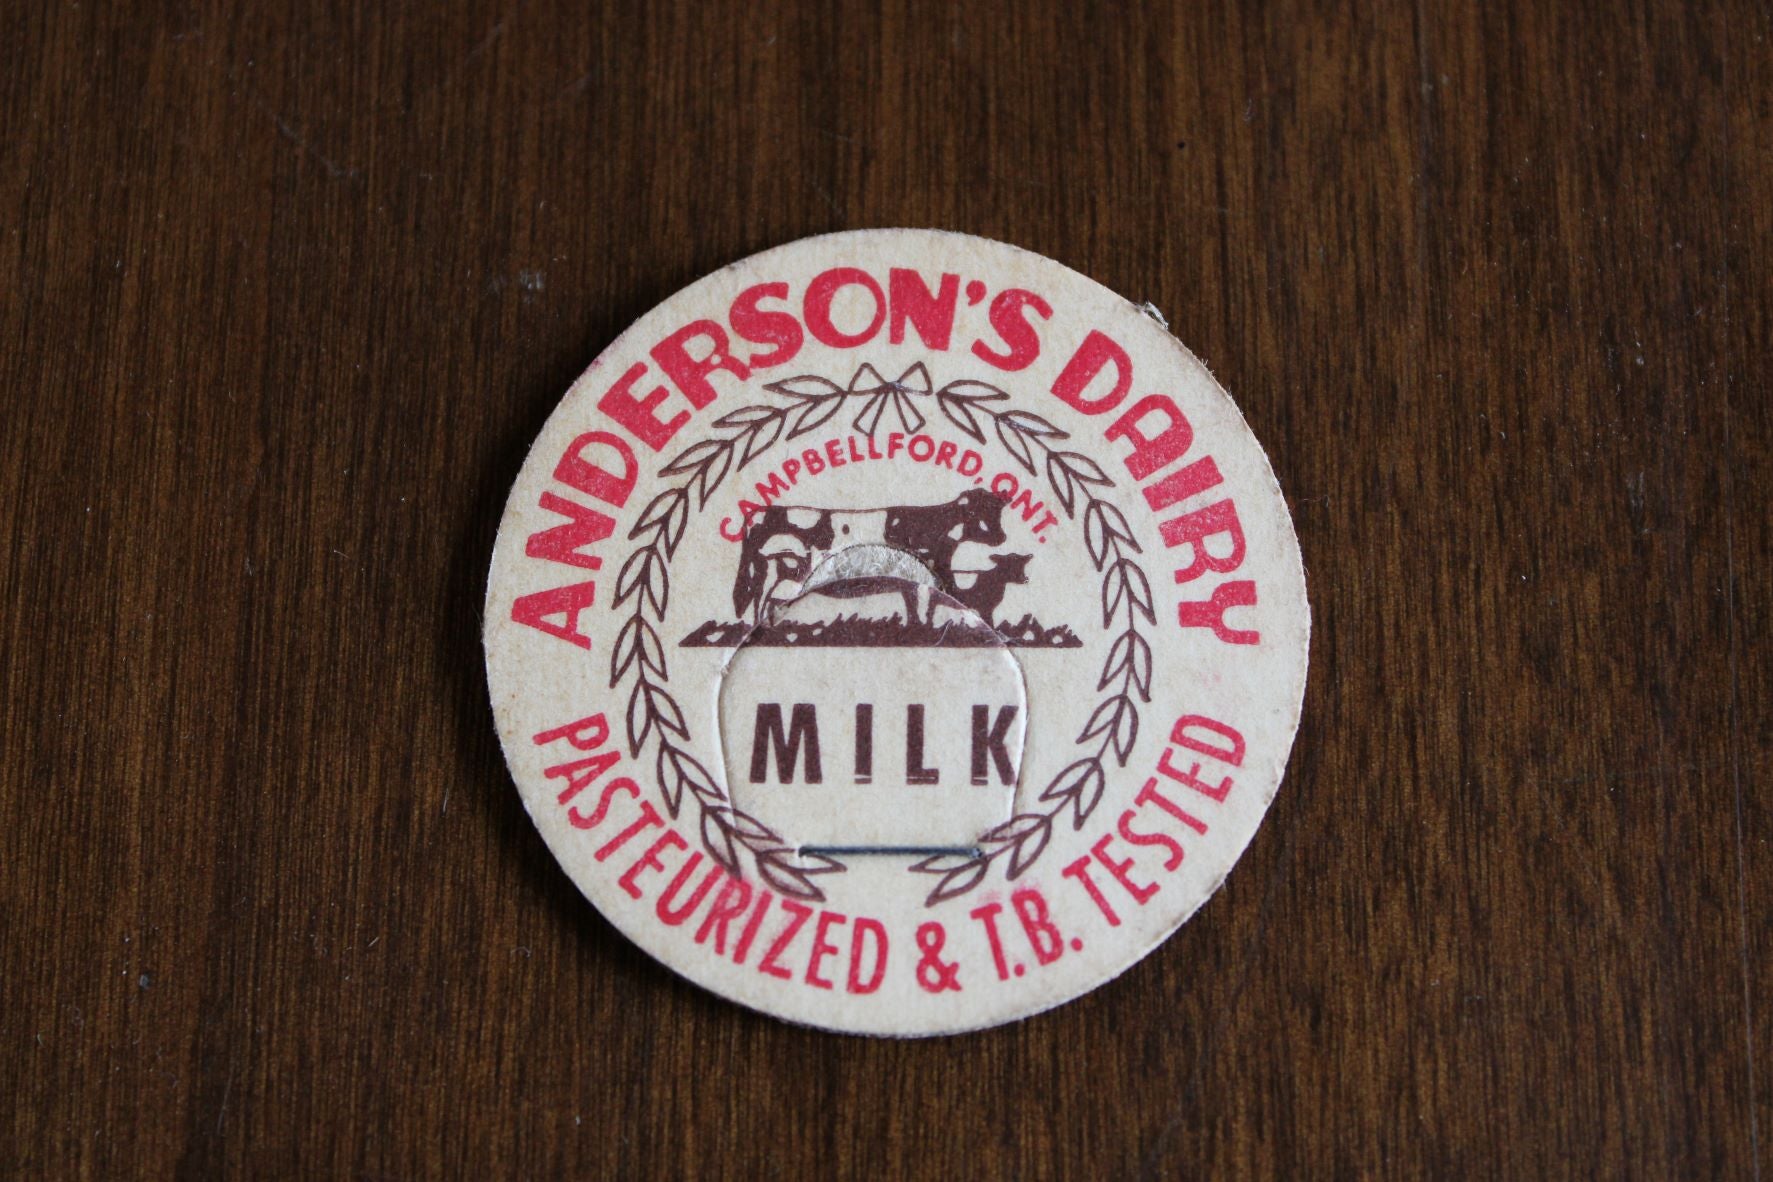 ANDERSON'S DAIRY
CAMPBELLFORD, ONT.
MILK
PASTEURIZED & T.B. TESTED